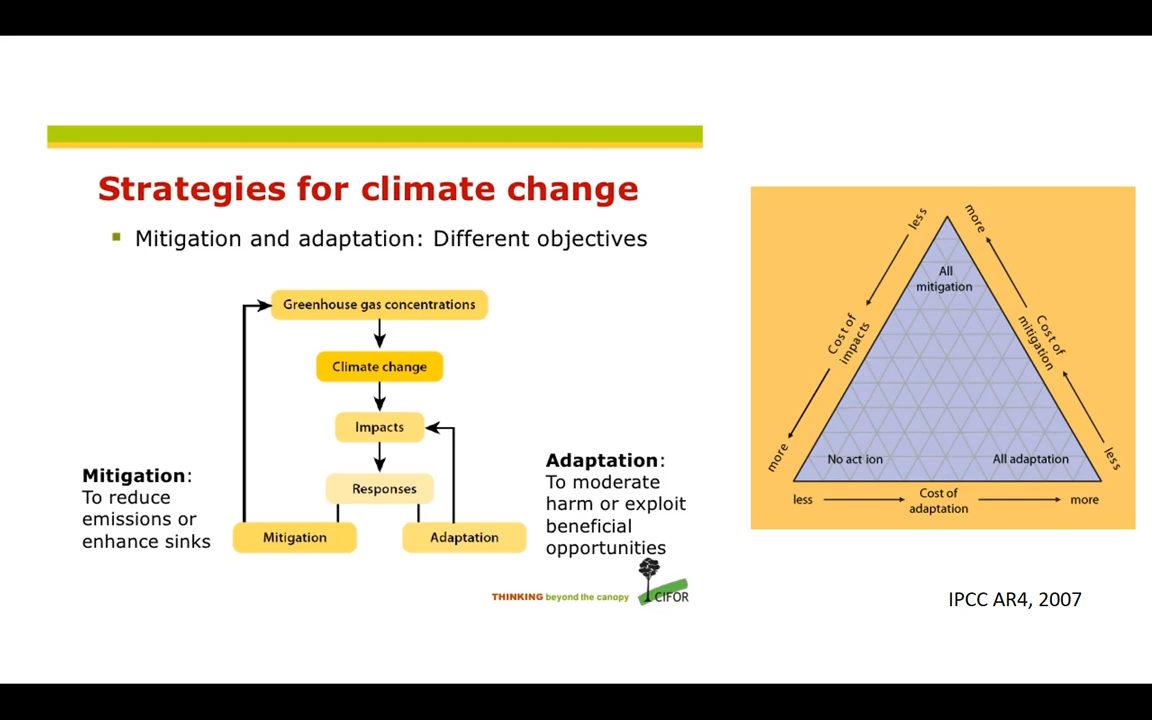 Strategies for climate change
Mitigation and adaptation: Different objectives
Greenhouse gas concentrations
Climate change
Impacts
Responses
Mitigation
Adaptation
Mitigation:
To reduce
emissions or
enhance sinks
Adaptation:
To moderate
harm or exploit
beneficial
opportunities
THINKING beyond the canopy
CIFOR
less
more
All
mitigation
Cost of
impacts
Cost of
mitigation
more
less
No act ion
All adaptation
less
Cost of
adaptation
more
IPCC AR4, 2007